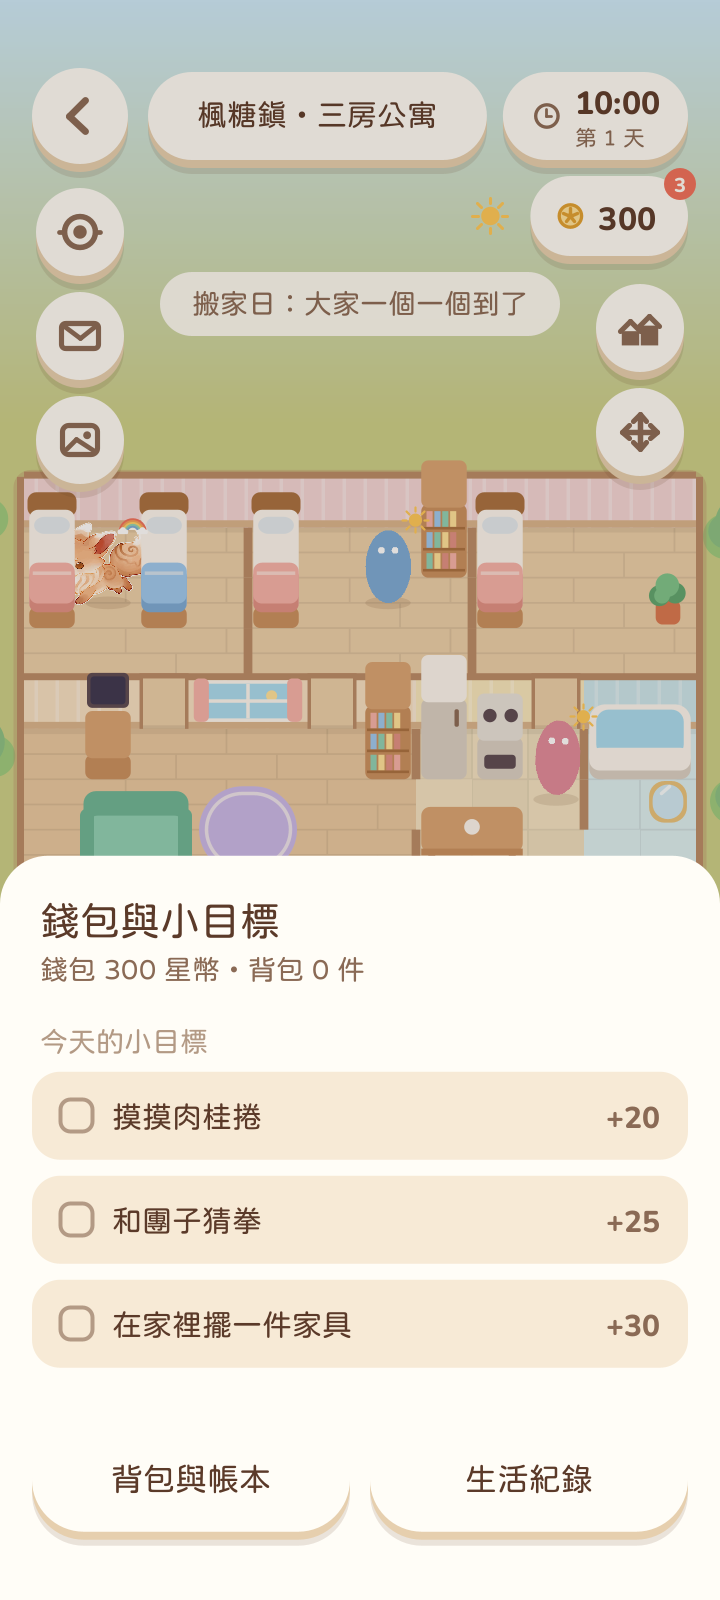 楓糖鎮・三房公寓
10:00
第 1 天
3
300
搬家日：大家一個一個到了
錢包與小目標
錢包 300 星幣・背包 0 件
今天的小目標
摸摸肉桂捲 +20
和團子猜拳 +25
在家裡擺一件家具 +30
背包與帳本
生活紀錄